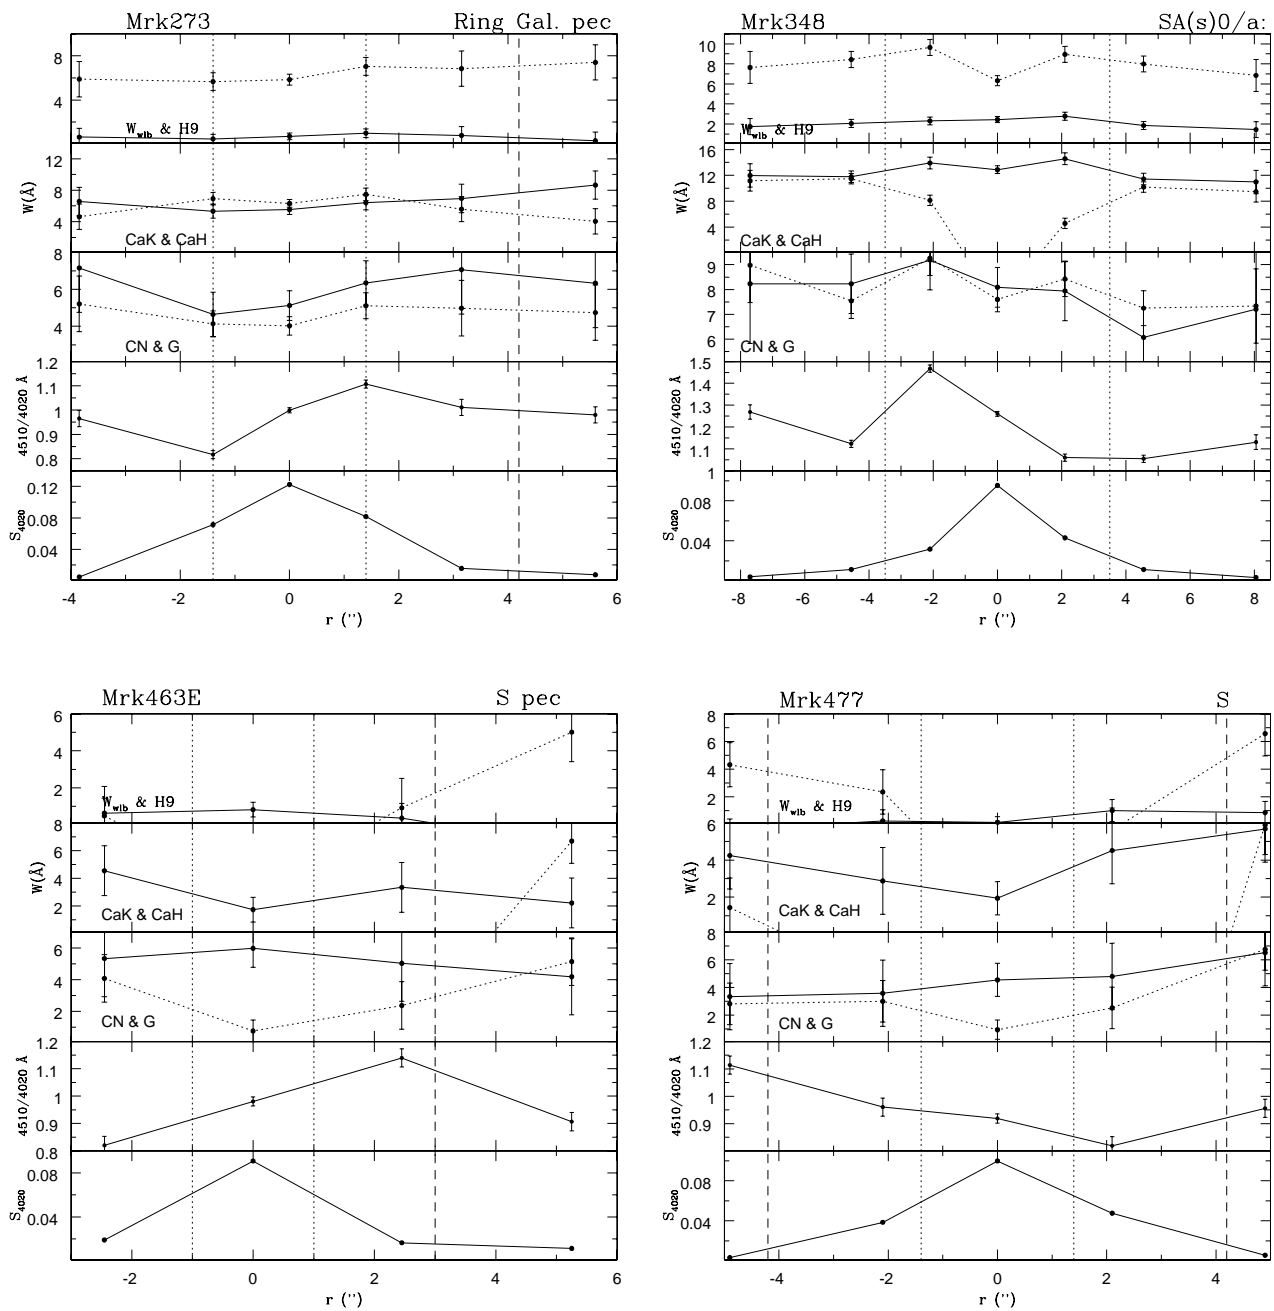 Mrk273 Ring Gal. pec
8
4
W_wlb & H9
12
8
4
W(Å)
CaK & CaH
8
6
4
CN & G
1.2
1.1
1
0.9
0.8
4510/4020 Å
0.12
0.08
0.04
S_4020
-4 -2 0 2 4 6
r (")
Mrk348 SA(s)0/a:
10
8
6
4
2
W_wlb & H9
16
12
8
4
W(Å)
CaK & CaH
9
8
7
6
CN & G
1.5
1.4
1.3
1.2
1.1
1
4510/4020 Å
0.08
0.04
S_4020
-8 -6 -4 -2 0 2 4 6 8
r (")
Mrk463E S pec
6
4
2
W_wlb & H9
8
6
4
2
W(Å)
CaK & CaH
6
4
2
CN & G
1.2
1.1
1
0.9
0.8
4510/4020 Å
0.08
0.04
S_4020
-2 0 2 4 6
r (")
Mrk477 S
8
6
4
2
W_wlb & H9
6
4
2
W(Å)
CaK & CaH
8
6
4
2
CN & G
1.2
1.1
1
0.9
0.8
4510/4020 Å
0.08
0.04
S_4020
-4 -2 0 2 4
r (")